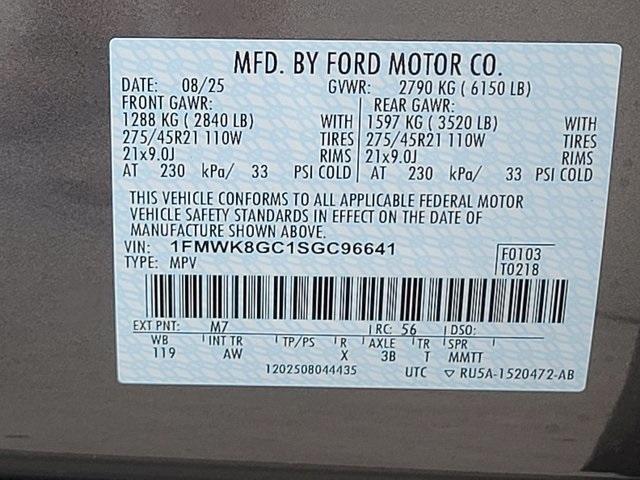 MFD. BY FORD MOTOR CO.
DATE: 08/25 GVWR: 2790 KG ( 6150 LB)
FRONT GAWR: REAR GAWR:
1288 KG ( 2840 LB) WITH 1597 KG ( 3520 LB) WITH
275/45R21 110W TIRES 275/45R21 110W TIRES
21x9.0J RIMS 21x9.0J RIMS
AT 230 kPa/ 33 PSI COLD AT 230 kPa/ 33 PSI COLD
THIS VEHICLE CONFORMS TO ALL APPLICABLE FEDERAL MOTOR
VEHICLE SAFETY STANDARDS IN EFFECT ON THE DATE OF
MANUFACTURE SHOWN ABOVE.
VIN: 1FMWK8GC1SGC96641 F0103
TYPE: MPV T0218
EXT PNT: M7 RC: 56 DSO:
WB INT TR TP/PS R AXLE TR SPR
119 AW X 3B T MMTT
1202508044435 UTC ▽ RU5A-1520472-AB